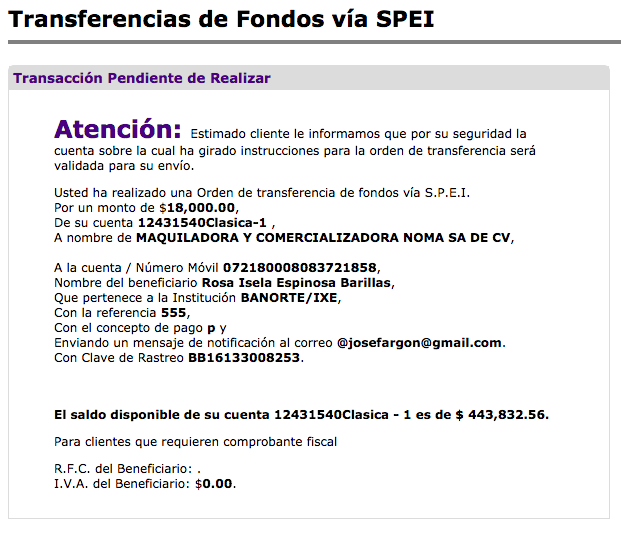 Transferencias de Fondos vía SPEI
Transacción Pendiente de Realizar
Atención: Estimado cliente le informamos que por su seguridad la
cuenta sobre la cual ha girado instrucciones para la orden de transferencia será
validada para su envío.
Usted ha realizado una Orden de transferencia de fondos vía S.P.E.I.
Por un monto de $18,000.00,
De su cuenta 12431540Clasica-1 ,
A nombre de MAQUILADORA Y COMERCIALIZADORA NOMA SA DE CV,
A la cuenta / Número Móvil 072180008083721858,
Nombre del beneficiario Rosa Isela Espinosa Barillas,
Que pertenece a la Institución BANORTE/IXE,
Con la referencia 555,
Con el concepto de pago p y
Enviando un mensaje de notificación al correo @josefargon@gmail.com.
Con Clave de Rastreo BB16133008253.
El saldo disponible de su cuenta 12431540Clasica - 1 es de $ 443,832.56.
Para clientes que requieren comprobante fiscal
R.F.C. del Beneficiario: .
I.V.A. del Beneficiario: $0.00.